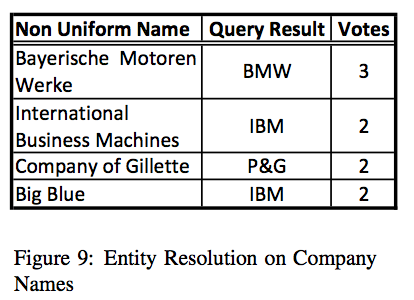 Non Uniform Name Query Result Votes
Bayerische Motoren Werke BMW 3
International Business Machines IBM 2
Company of Gillette P&G 2
Big Blue IBM 2
Figure 9: Entity Resolution on Company
Names